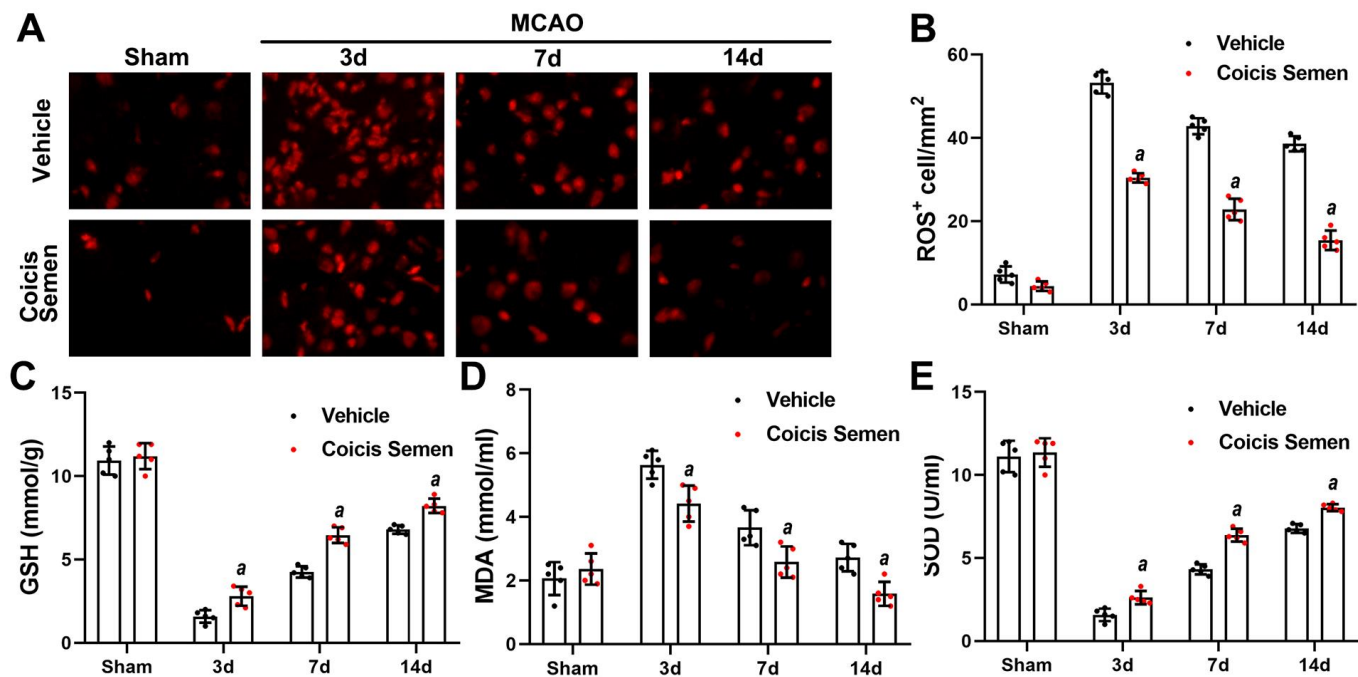 A
MCAO
Sham 3d 7d 14d
Vehicle
Coicis
Semen
B
Vehicle
Coicis Semen
ROS+ cell/mm2
60
40
20
0
a a a
Sham 3d 7d 14d
C
Vehicle
Coicis Semen
GSH (mmol/g)
15
10
5
0
a a a
Sham 3d 7d 14d
D
Vehicle
Coicis Semen
MDA (mmol/ml)
8
6
4
2
0
a a a
Sham 3d 7d 14d
E
Vehicle
Coicis Semen
SOD (U/ml)
15
10
5
0
a a a
Sham 3d 7d 14d